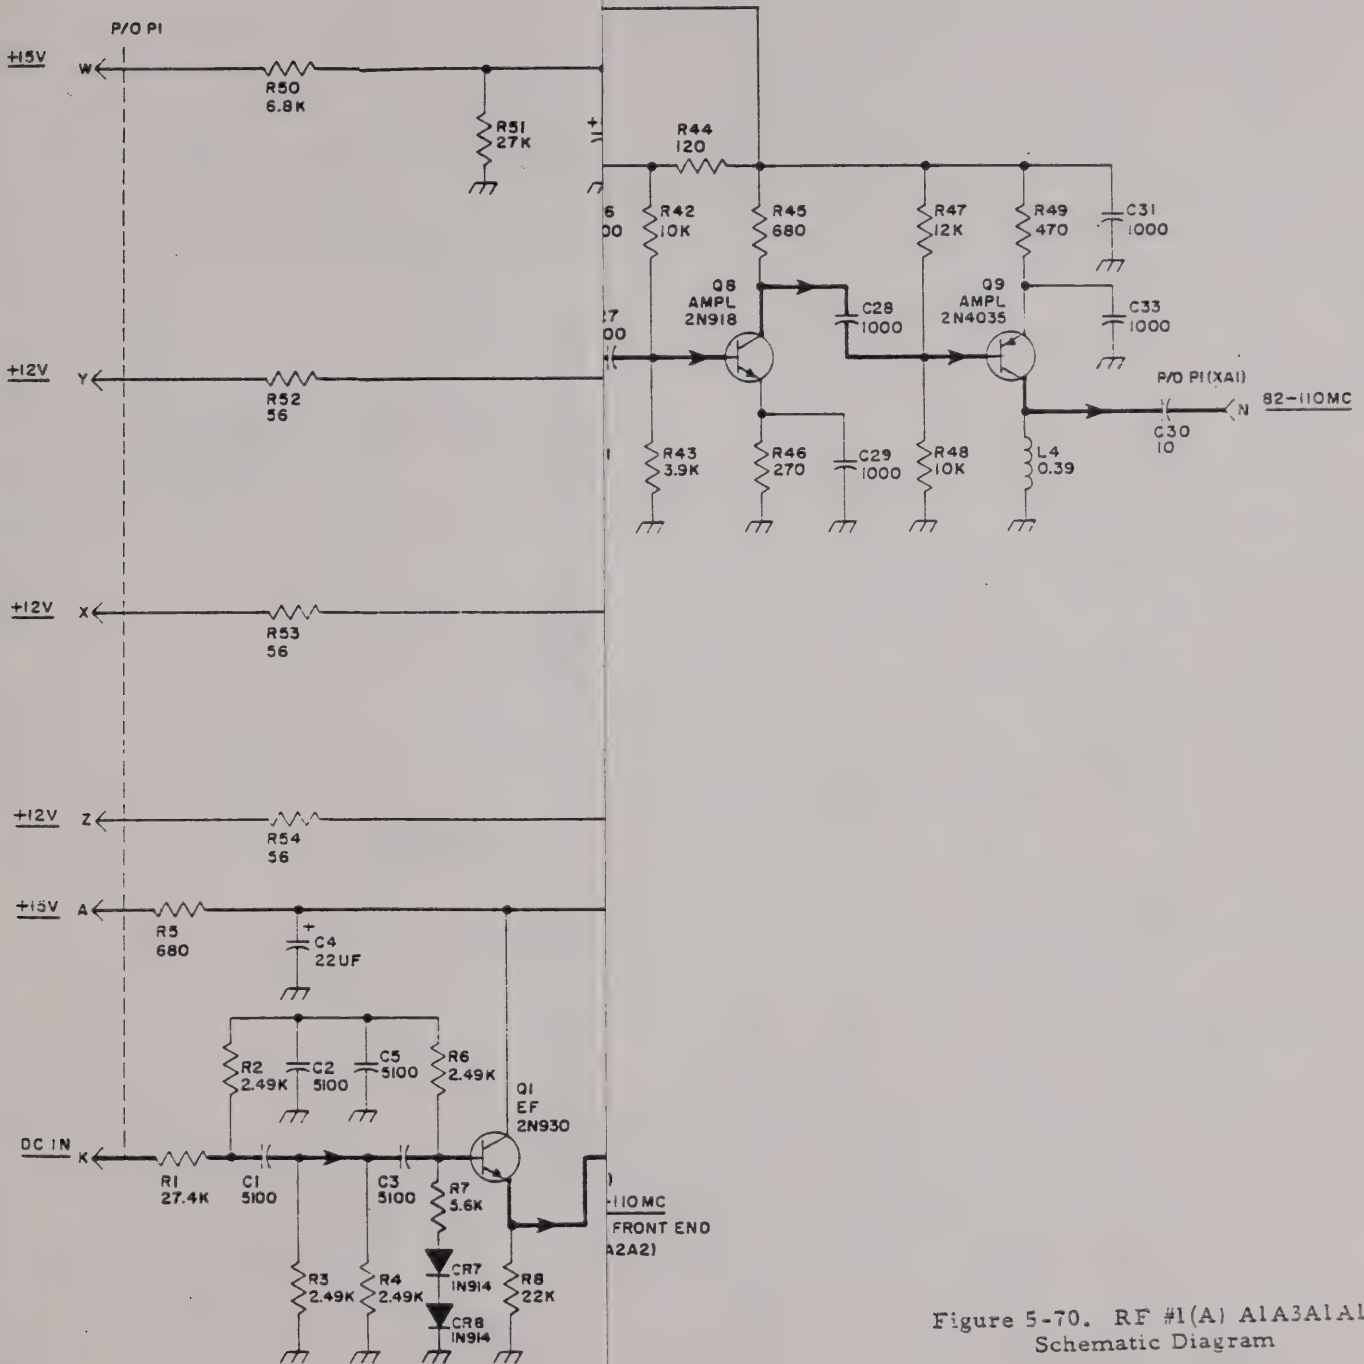 P/O P1
+15V W
R50
6.8K
R51
27K
+
R44
120
6
00
R42
10K
R45
680
R47
12K
R49
470
C31
1000
Q8
AMPL
2N918
C28
1000
Q9
AMPL
2N4035
C33
1000
27
00
+12V Y
R52
56
P/O P1(XA1)
N 82-110MC
C30
10
R43
3.9K
R46
270
C29
1000
R48
10K
L4
0.39
+12V X
R53
56
+12V Z
R54
56
+15V A
R5
680
+
C4
22UF
R2
2.49K
C2
5100
C5
5100
R6
2.49K
Q1
EF
2N930
DC IN K
R1
27.4K
C1
5100
C3
5100
R7
5.6K
-110MC
FRONT END
A2A2)
R3
2.49K
R4
2.49K
CR7
1N914
CR8
1N914
R8
22K
Figure 5-70. RF #1(A) A1A3A1A1
Schematic Diagram